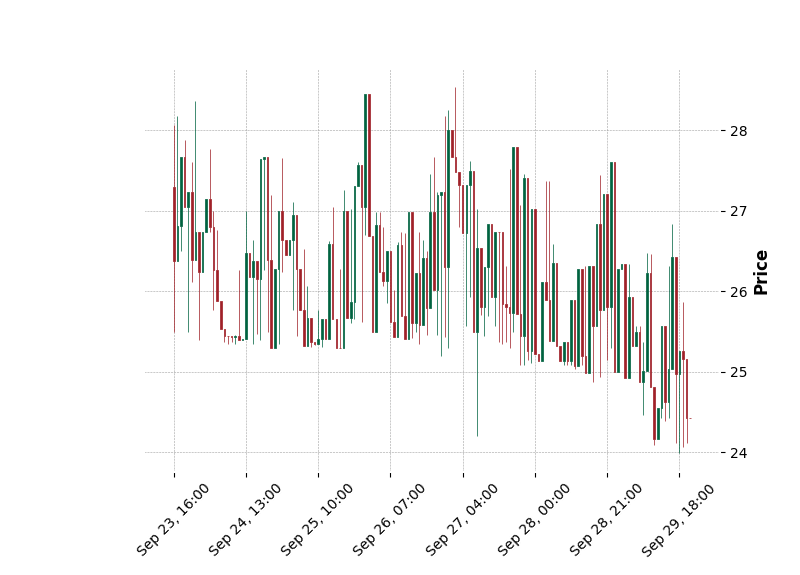 28
27
26
25
24
Price
Sep 23, 16:00
Sep 24, 13:00
Sep 25, 10:00
Sep 26, 07:00
Sep 27, 04:00
Sep 28, 00:00
Sep 28, 21:00
Sep 29, 18:00